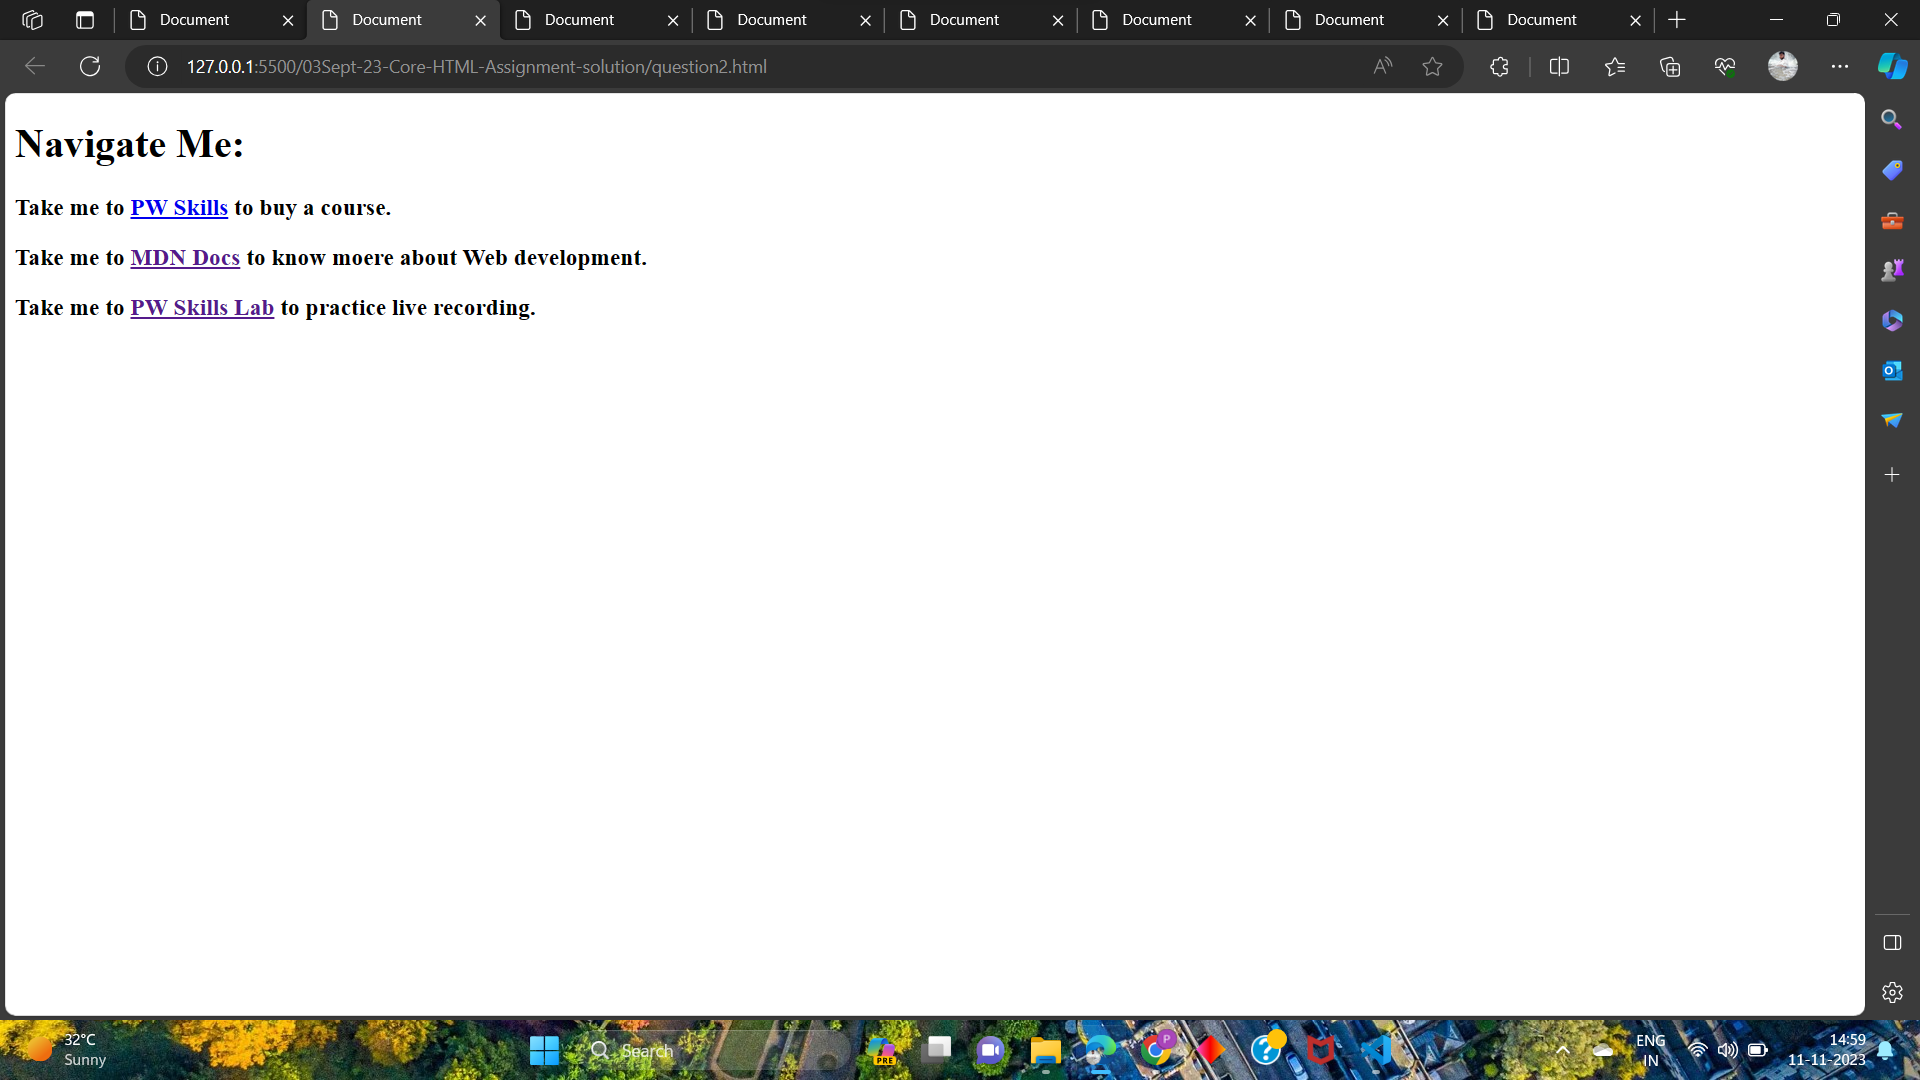 Document Document Document Document Document Document Document Document
127.0.0.1:5500/03Sept-23-Core-HTML-Assignment-solution/question2.html
Navigate Me:
Take me to PW Skills to buy a course.
Take me to MDN Docs to know moere about Web development.
Take me to PW Skills Lab to practice live recording.
32°C
Sunny
Search
PRE
P
ENG
IN
14:59
11-11-2023